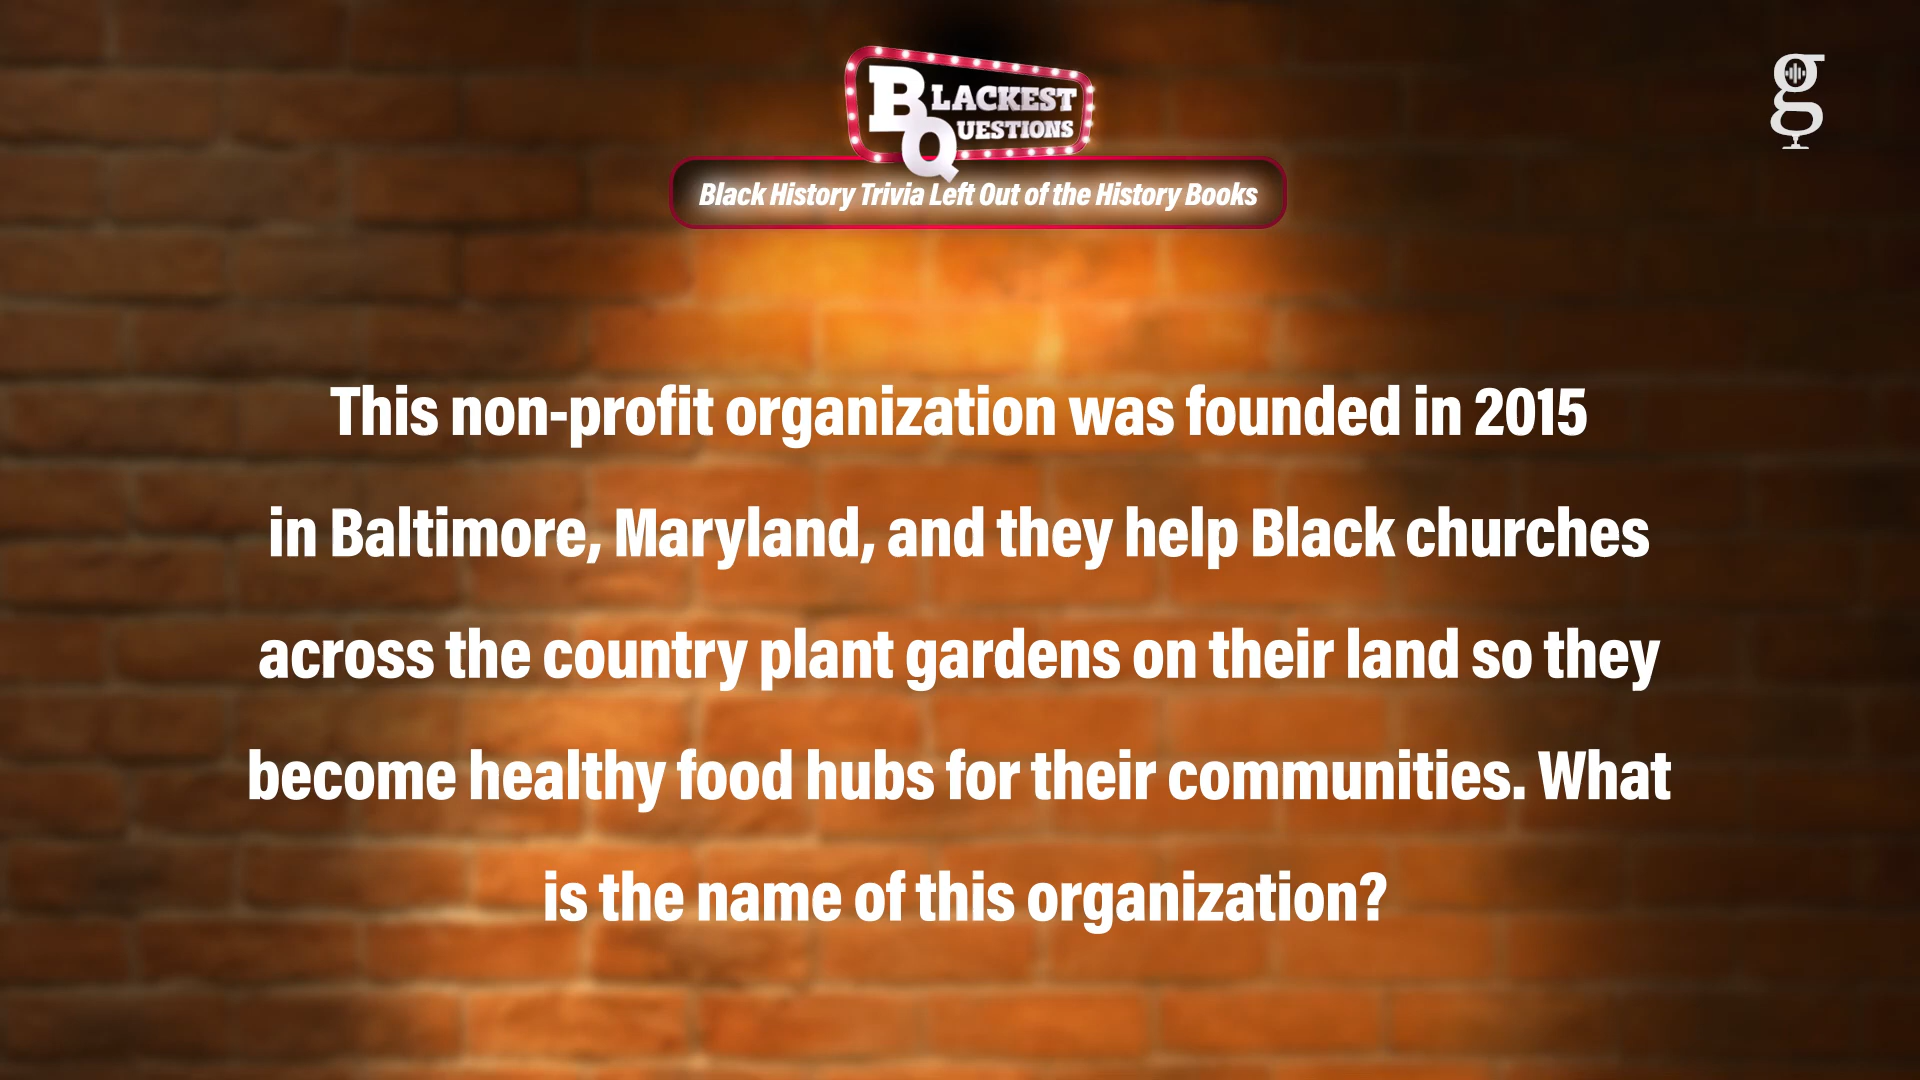 BLACKEST
QUESTIONS
Black History Trivia Left Out of the History Books
g
This non-profit organization was founded in 2015
in Baltimore, Maryland, and they help Black churches
across the country plant gardens on their land so they
become healthy food hubs for their communities. What
is the name of this organization?